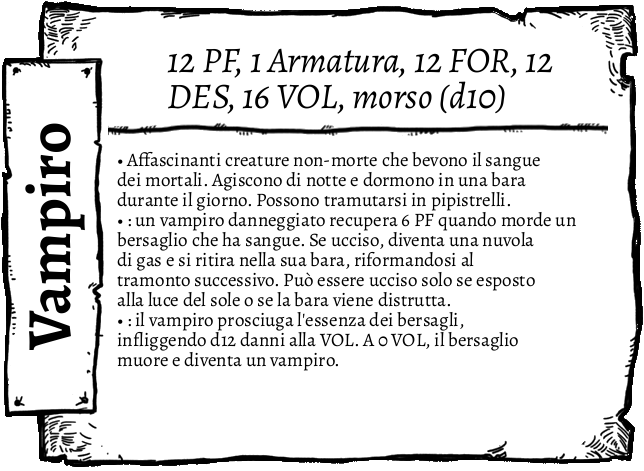 Vampiro
12 PF, 1 Armatura, 12 FOR, 12
DES, 16 VOL, morso (d10)
• Affascinanti creature non-morte che bevono il sangue
dei mortali. Agiscono di notte e dormono in una bara
durante il giorno. Possono tramutarsi in pipistrelli.
• : un vampiro danneggiato recupera 6 PF quando morde un
bersaglio che ha sangue. Se ucciso, diventa una nuvola
di gas e si ritira nella sua bara, riformandosi al
tramonto successivo. Può essere ucciso solo se esposto
alla luce del sole o se la bara viene distrutta.
• : il vampiro prosciuga l'essenza dei bersagli,
infliggendo d12 danni alla VOL. A 0 VOL, il bersaglio
muore e diventa un vampiro.